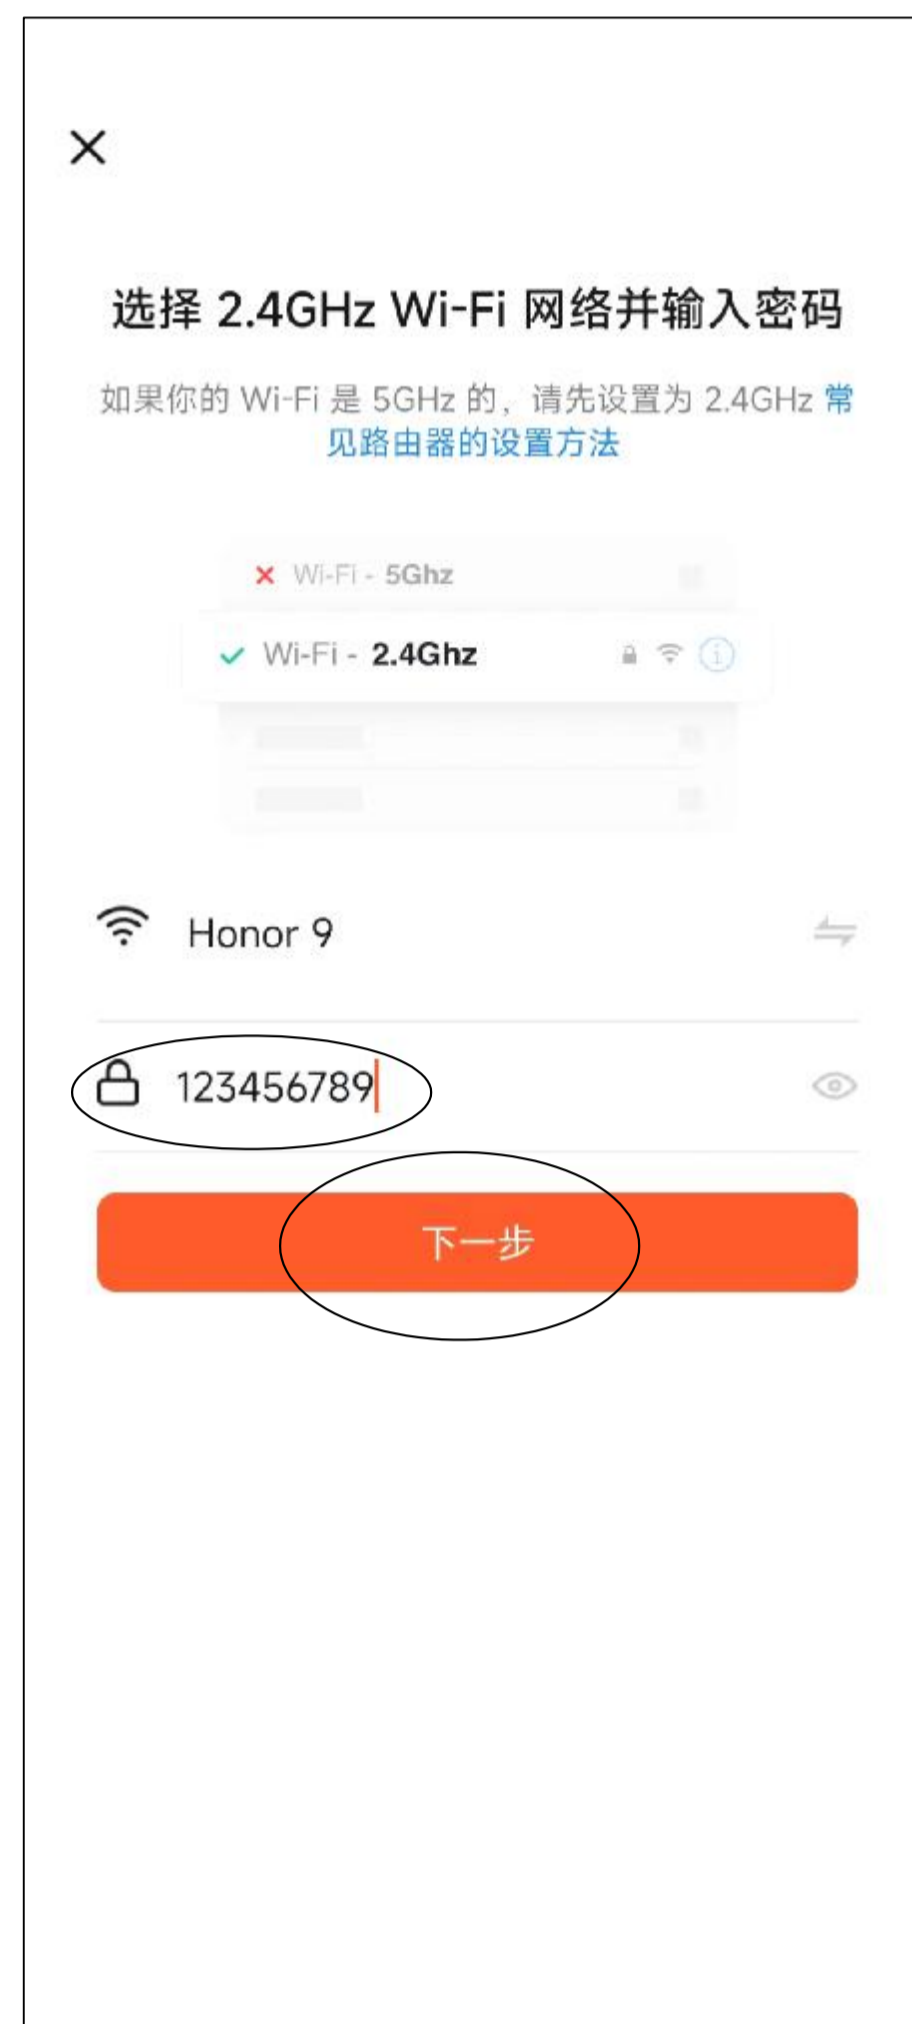 选择 2.4GHz Wi-Fi 网络并输入密码
如果你的 Wi-Fi 是 5GHz 的，请先设置为 2.4GHz 常
见路由器的设置方法
Wi-Fi - 5Ghz
Wi-Fi - 2.4Ghz
Honor 9
123456789
下一步